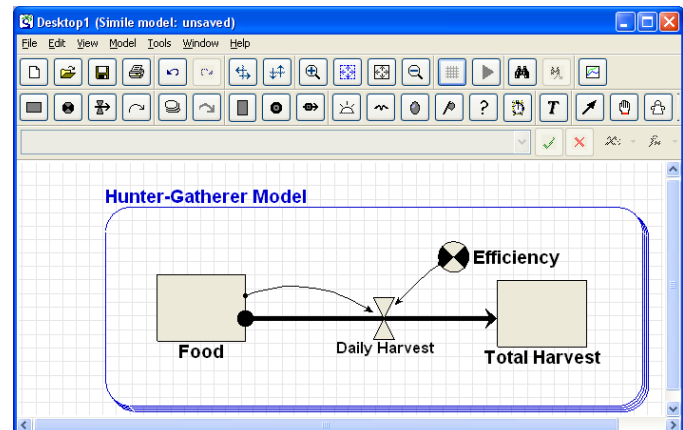 Desktop1 (Simile model: unsaved)
File Edit View Model Tools Window Help
? T
Hunter-Gatherer Model
Efficiency
Food
Daily Harvest
Total Harvest